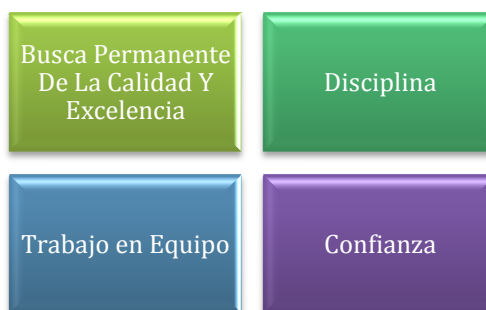 Busca Permanente
De La Calidad Y
Excelencia
Disciplina
Trabajo en Equipo
Confianza